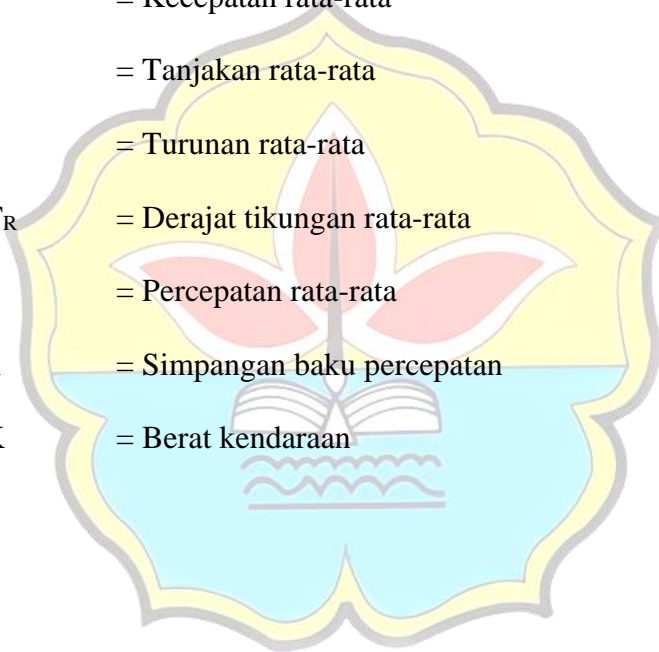 = Kecepatan rata-rata
= Tanjakan rata-rata
= Turunan rata-rata
R = Derajat tikungan rata-rata
= Percepatan rata-rata
= Simpangan baku percepatan
K = Berat kendaraan